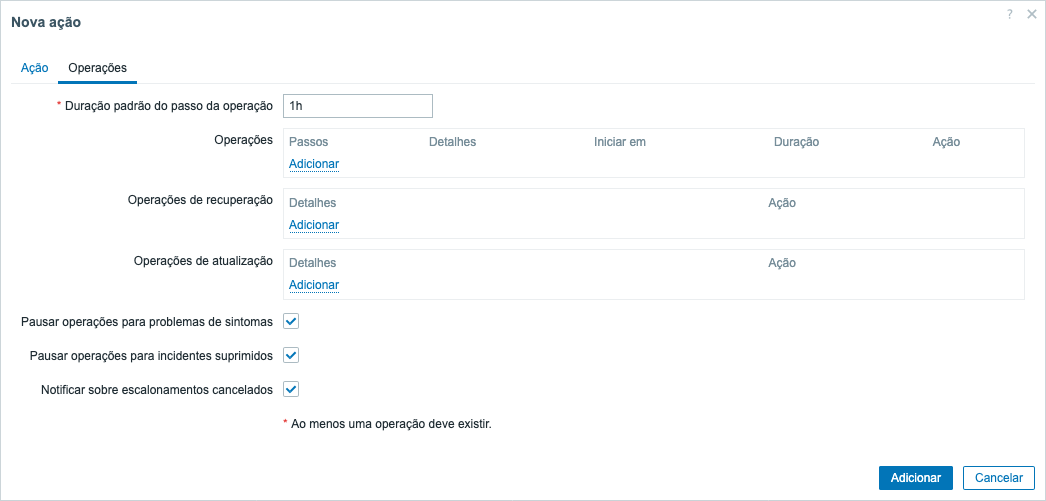 Nova ação
? ×
Ação Operações
* Duração padrão do passo da operação 1h
Operações Passos Detalhes Iniciar em Duração Ação
Adicionar
Operações de recuperação Detalhes Ação
Adicionar
Operações de atualização Detalhes Ação
Adicionar
Pausar operações para problemas de sintomas
Pausar operações para incidentes suprimidos
Notificar sobre escalonamentos cancelados
* Ao menos uma operação deve existir.
Adicionar Cancelar